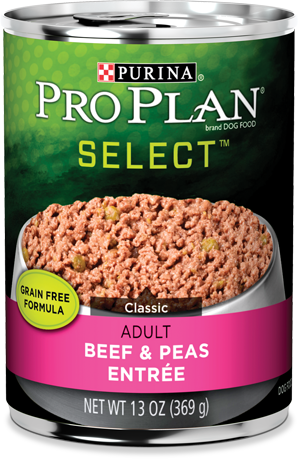 PURINA®
PRO PLAN®
brand DOG FOOD
SELECT™
GRAIN FREE
FORMULA
Classic
ADULT
BEEF & PEAS
ENTRÉE
NET WT 13 OZ (369 g)
DOG